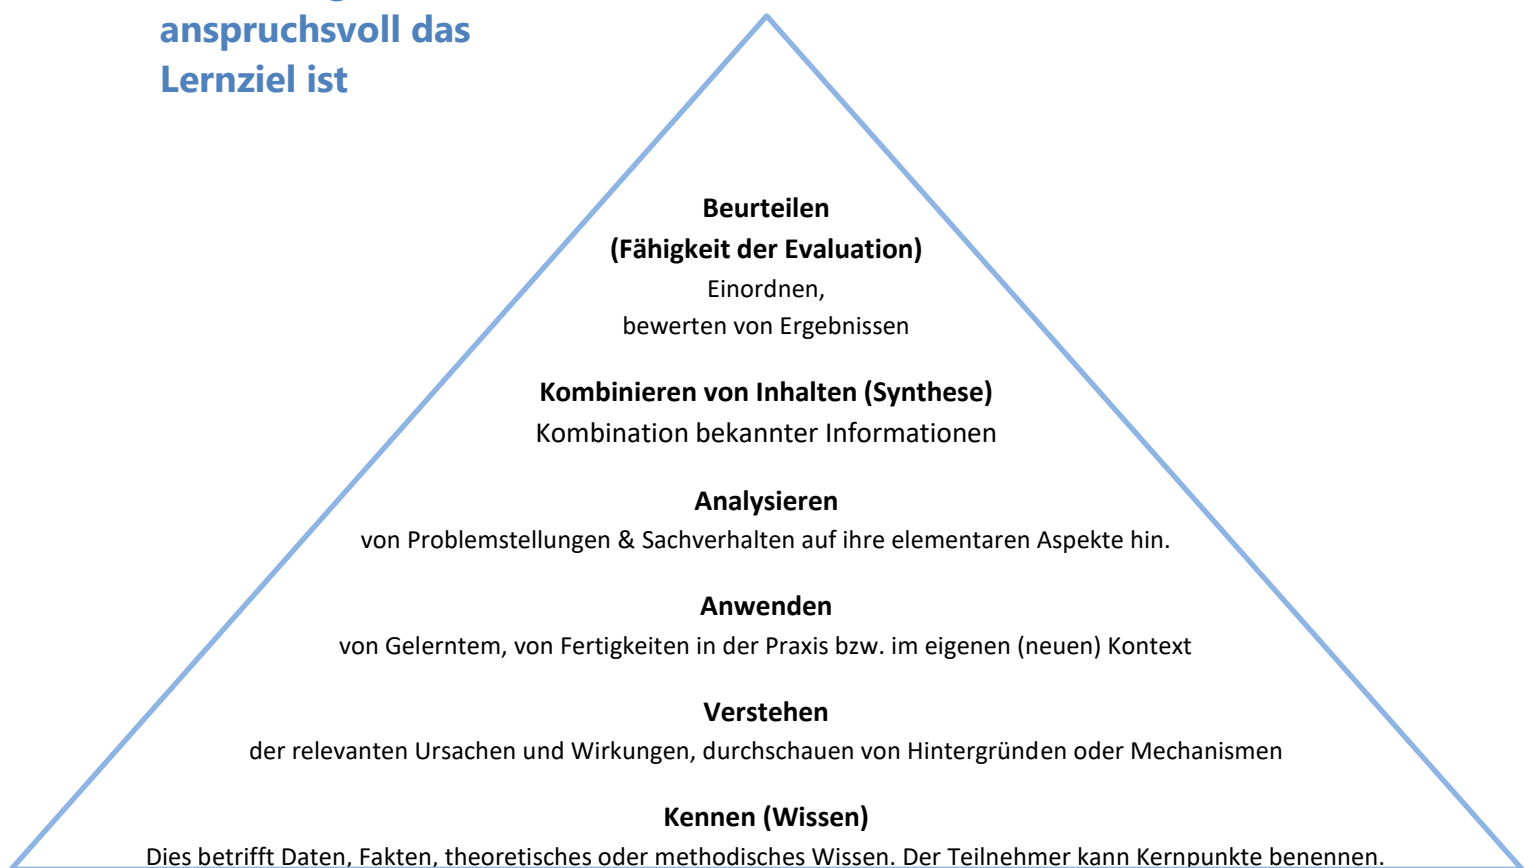 anspruchsvoll das
Lernziel ist
Beurteilen
(Fähigkeit der Evaluation)
Einordnen,
bewerten von Ergebnissen
Kombinieren von Inhalten (Synthese)
Kombination bekannter Informationen
Analysieren
von Problemstellungen & Sachverhalten auf ihre elementaren Aspekte hin.
Anwenden
von Gelerntem, von Fertigkeiten in der Praxis bzw. im eigenen (neuen) Kontext
Verstehen
der relevanten Ursachen und Wirkungen, durchschauen von Hintergründen oder Mechanismen
Kennen (Wissen)
Dies betrifft Daten, Fakten, theoretisches oder methodisches Wissen. Der Teilnehmer kann Kernpunkte benennen.